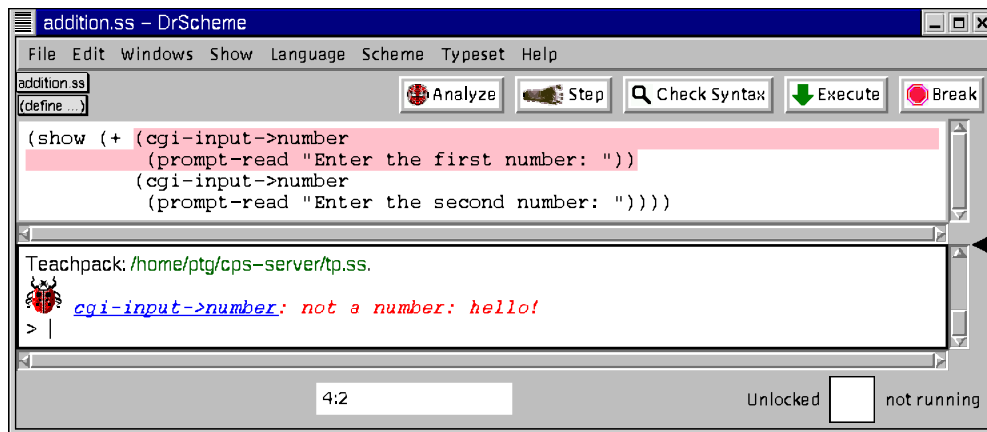 addition.ss – DrScheme
File Edit Windows Show Language Scheme Typeset Help
addition.ss
(define ...)
Analyze Step Check Syntax Execute Break
(show (+ (cgi-input->number
(prompt-read "Enter the first number: "))
(cgi-input->number
(prompt-read "Enter the second number: "))))
Teachpack: /home/ptg/cps–server/tp.ss.
cgi-input->number: not a number: hello!
>
4:2
Unlocked not running